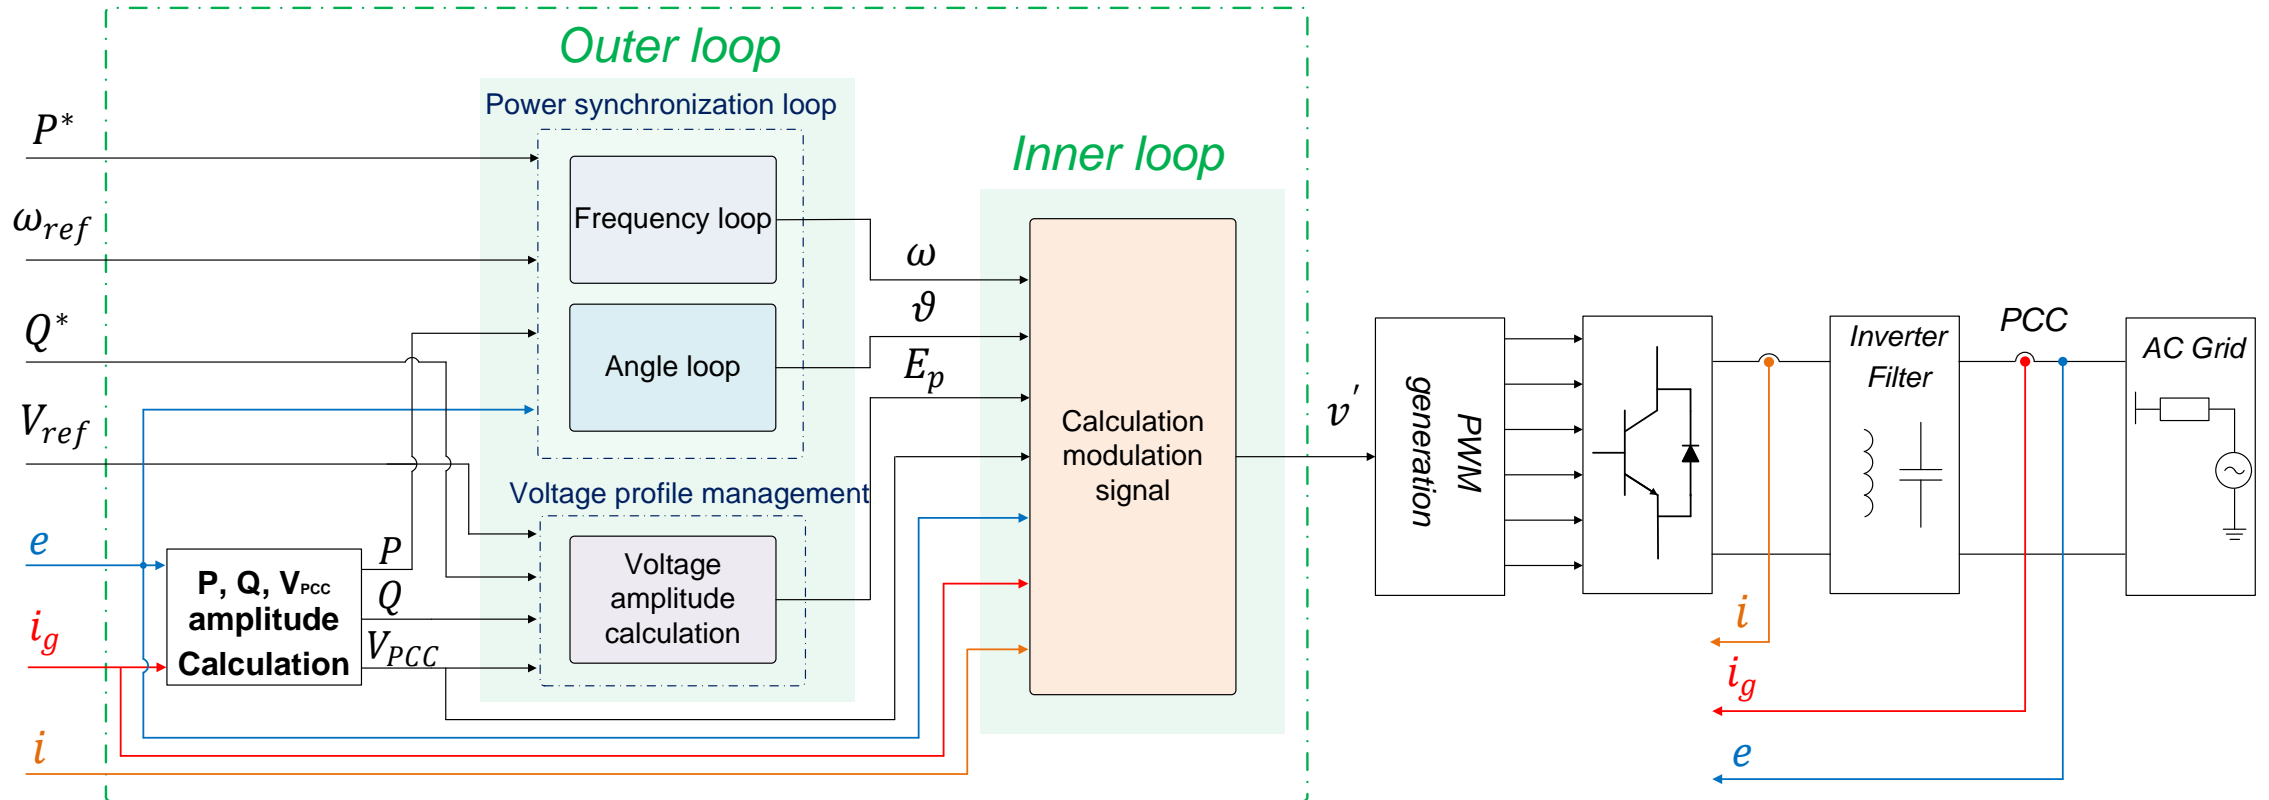 Outer loop
Power synchronization loop
P*
Frequency loop
Inner loop
ω_ref
ω
ϑ
Q*
Angle loop
E_p
V_ref
Calculation
modulation
signal
v′
PWM
generation
Inverter
Filter
PCC
AC Grid
Voltage profile management
e
P
P, Q, V_PCC
amplitude
Calculation
Q
Voltage
amplitude
calculation
i_g
V_PCC
i
i
i_g
e